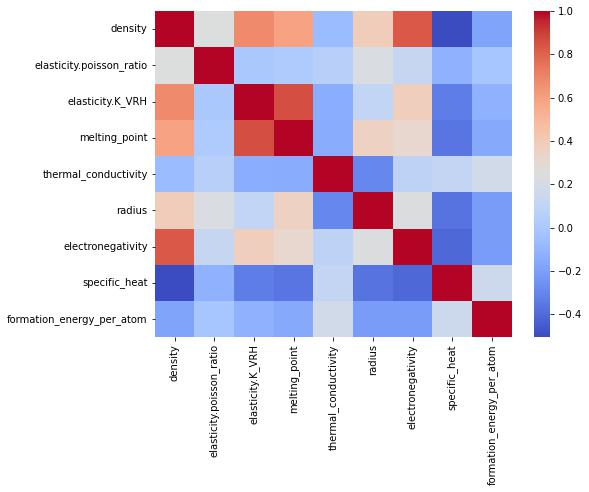 density
elasticity.poisson_ratio
elasticity.K_VRH
melting_point
thermal_conductivity
radius
electronegativity
specific_heat
formation_energy_per_atom
density
elasticity.poisson_ratio
elasticity.K_VRH
melting_point
thermal_conductivity
radius
electronegativity
specific_heat
formation_energy_per_atom
1.0
0.8
0.6
0.4
0.2
0.0
−0.2
−0.4